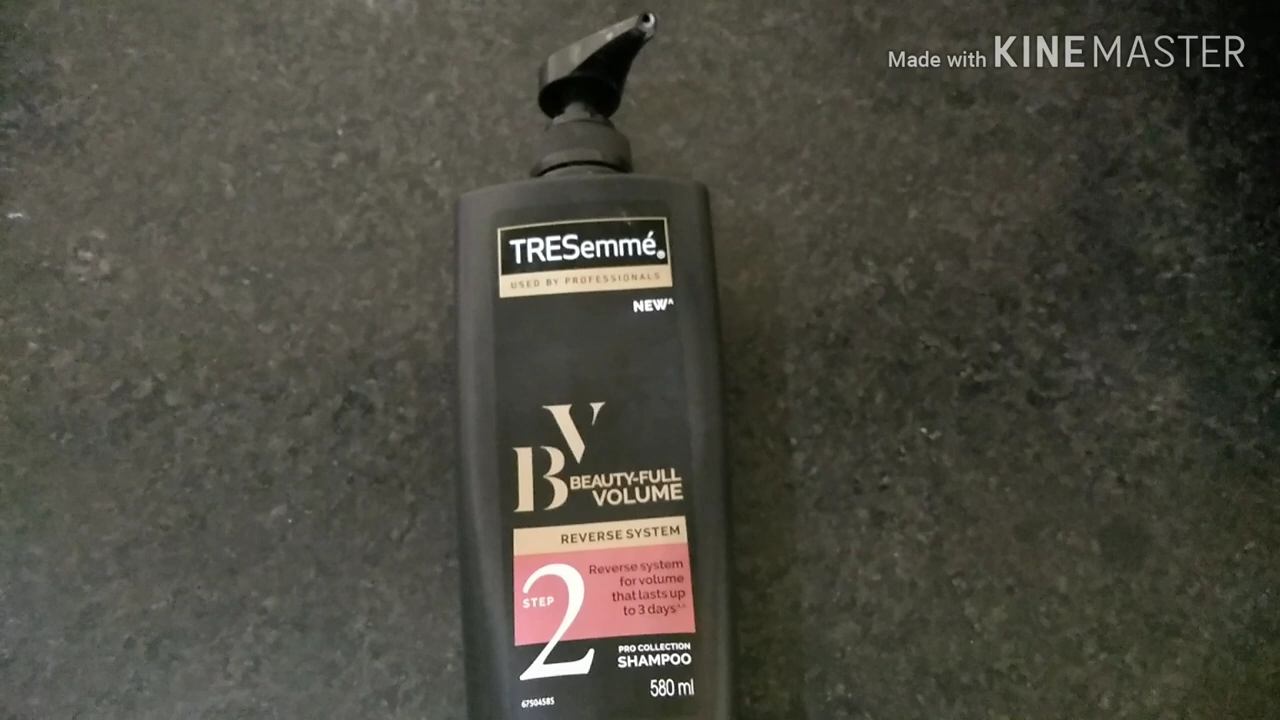 Made with KINEMASTER
TRESemmé®
USED BY PROFESSIONALS
NEW^
BV
BEAUTY-FULL
VOLUME
REVERSE SYSTEM
STEP 2
Reverse system
for volume
that lasts up
to 3 days^^
PRO COLLECTION
SHAMPOO
580 ml
67504585